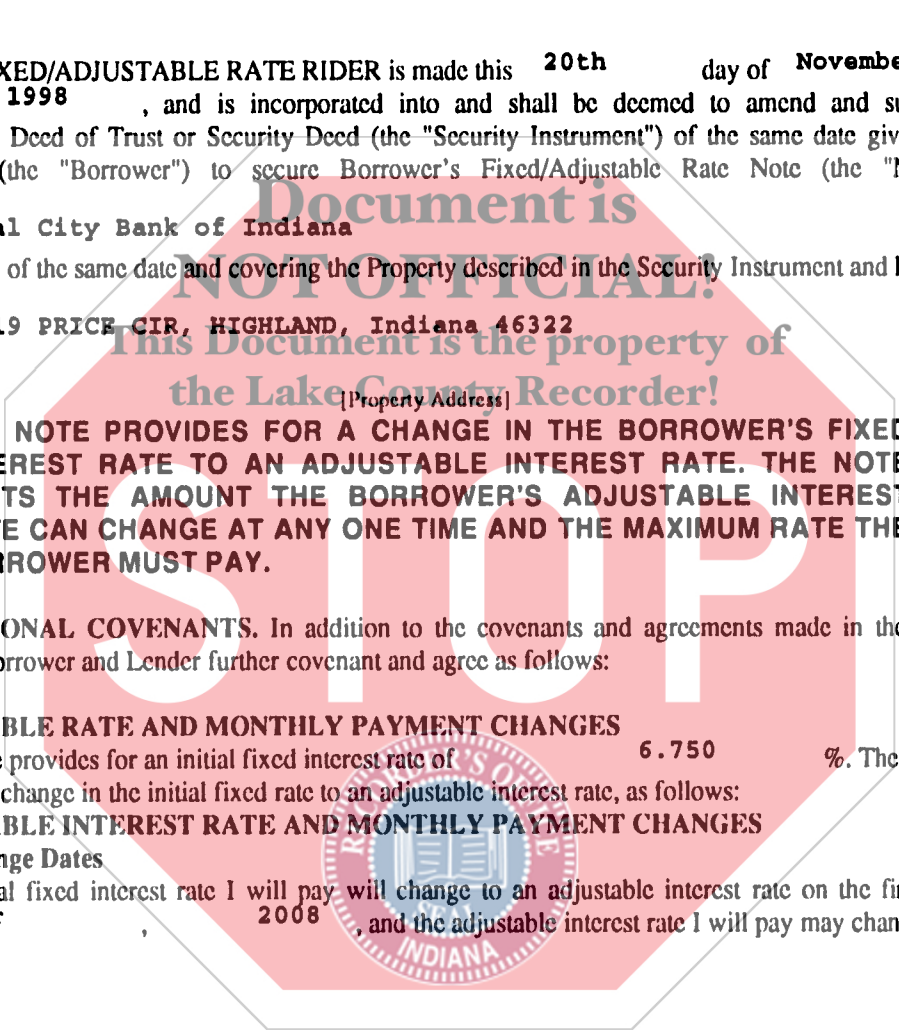 XED/ADJUSTABLE RATE RIDER is made this 20th day of Novembe
1998 , and is incorporated into and shall be deemed to amend and su
Deed of Trust or Security Deed (the "Security Instrument") of the same date giv
(the "Borrower") to secure Borrower's Fixed/Adjustable Rate Note (the "N
Document is
al City Bank of Indiana
of the same date and covering the Property described in the Security Instrument and l
NOT OFFICIAL!
.9 PRICE CIR, HIGHLAND, Indiana 46322
This Document is the property of
the Lake County Recorder!
[Property Address]
NOTE PROVIDES FOR A CHANGE IN THE BORROWER'S FIXED
EREST RATE TO AN ADJUSTABLE INTEREST RATE. THE NOTE
TS THE AMOUNT THE BORROWER'S ADJUSTABLE INTEREST
E CAN CHANGE AT ANY ONE TIME AND THE MAXIMUM RATE THE
RROWER MUST PAY.
STOP
ONAL COVENANTS. In addition to the covenants and agreements made in the
orrower and Lender further covenant and agree as follows:
BLE RATE AND MONTHLY PAYMENT CHANGES
e provides for an initial fixed interest rate of 6.750 %. The
change in the initial fixed rate to an adjustable interest rate, as follows:
BLE INTEREST RATE AND MONTHLY PAYMENT CHANGES
nge Dates
al fixed interest rate I will pay will change to an adjustable interest rate on the fir
, 2008 , and the adjustable interest rate I will pay may chan
RECORDER'S OFFICE
SEAL
INDIANA